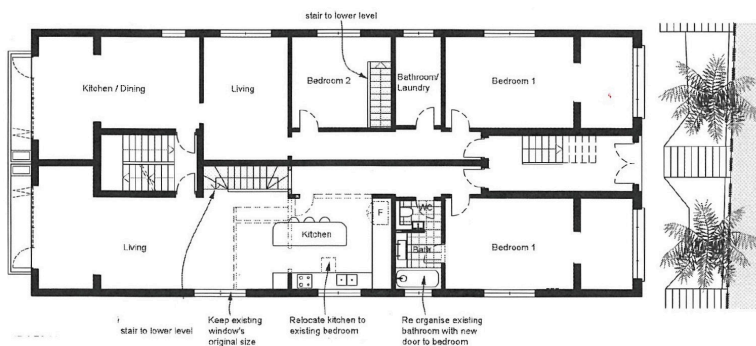 stair to lower level
Kitchen / Dining
Living
Bedroom 2
Bathroom/
Laundry
Bedroom 1
Living
Kitchen
F
WC
Bath
Bedroom 1
stair to lower level
Keep existing
window's
original size
Relocate kitchen to
existing bedroom
Re organise existing
bathroom with new
door to bedroom